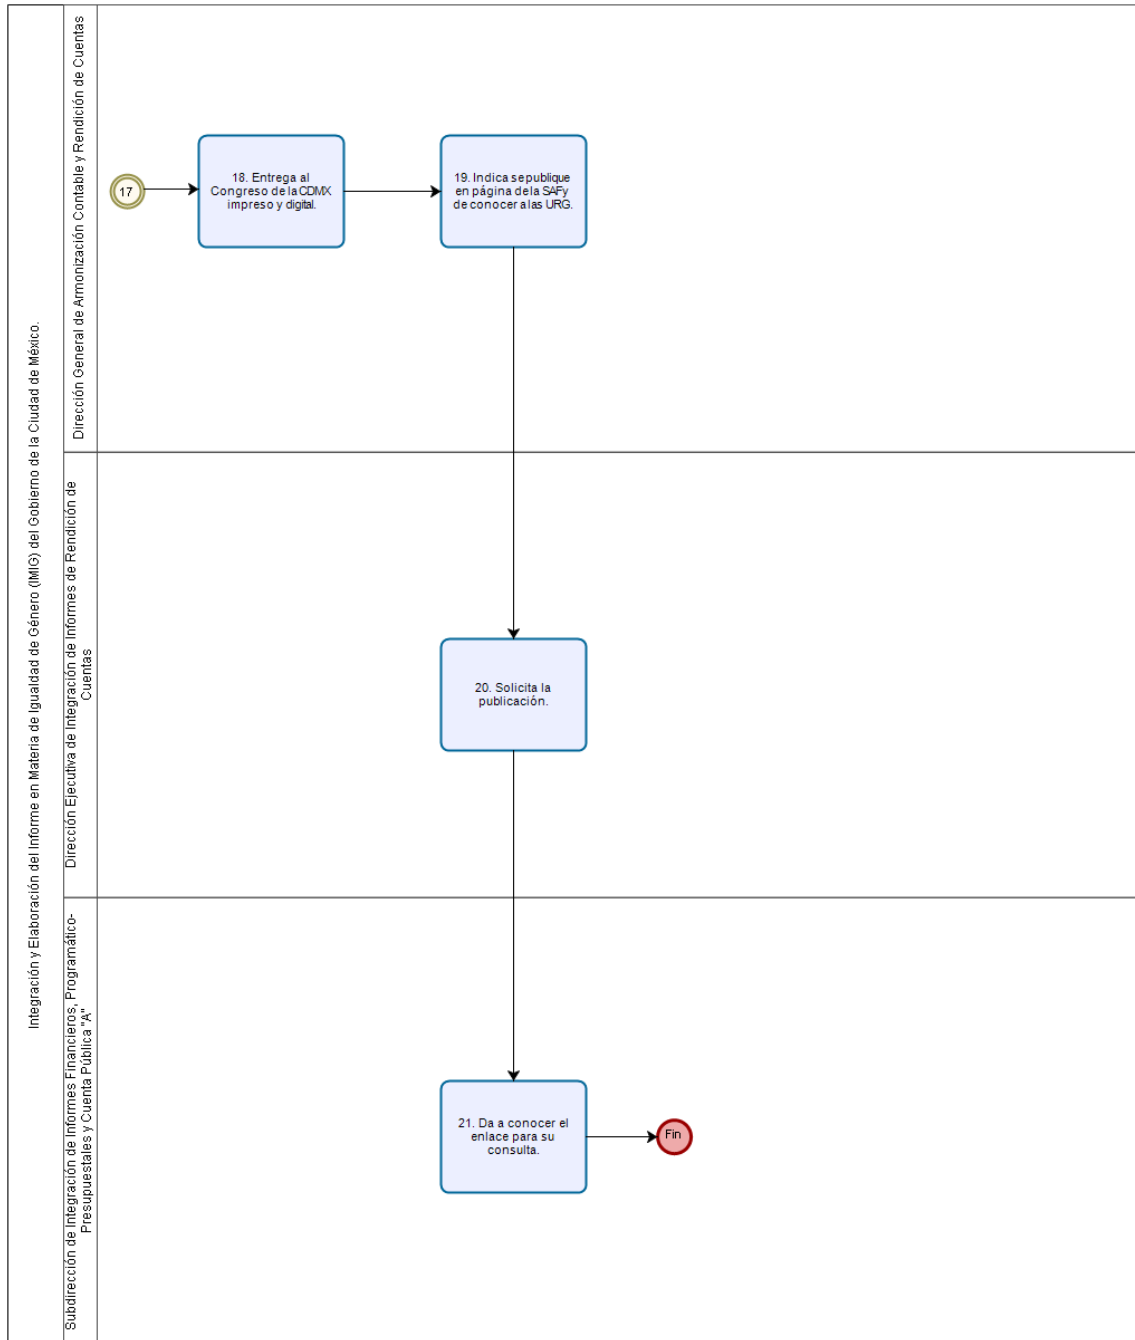 Integración y Elaboración del Informe en Materia de Igualdad de Género (IMIG) del Gobierno de la Ciudad de México.
Dirección General de Armonización Contable y Rendición de Cuentas
17
18. Entrega al
Congreso de la CDMX
impreso y digital.
19. Indica se publique
en página de la SAF y
de conocer a las URG.
Dirección Ejecutiva de Integración de Informes de Rendición de
Cuentas
20. Solicita la
publicación.
Subdirección de Integración de Informes Financieros, Programático-
Presupuestales y Cuenta Pública "A"
21. Da a conocer el
enlace para su
consulta.
Fin